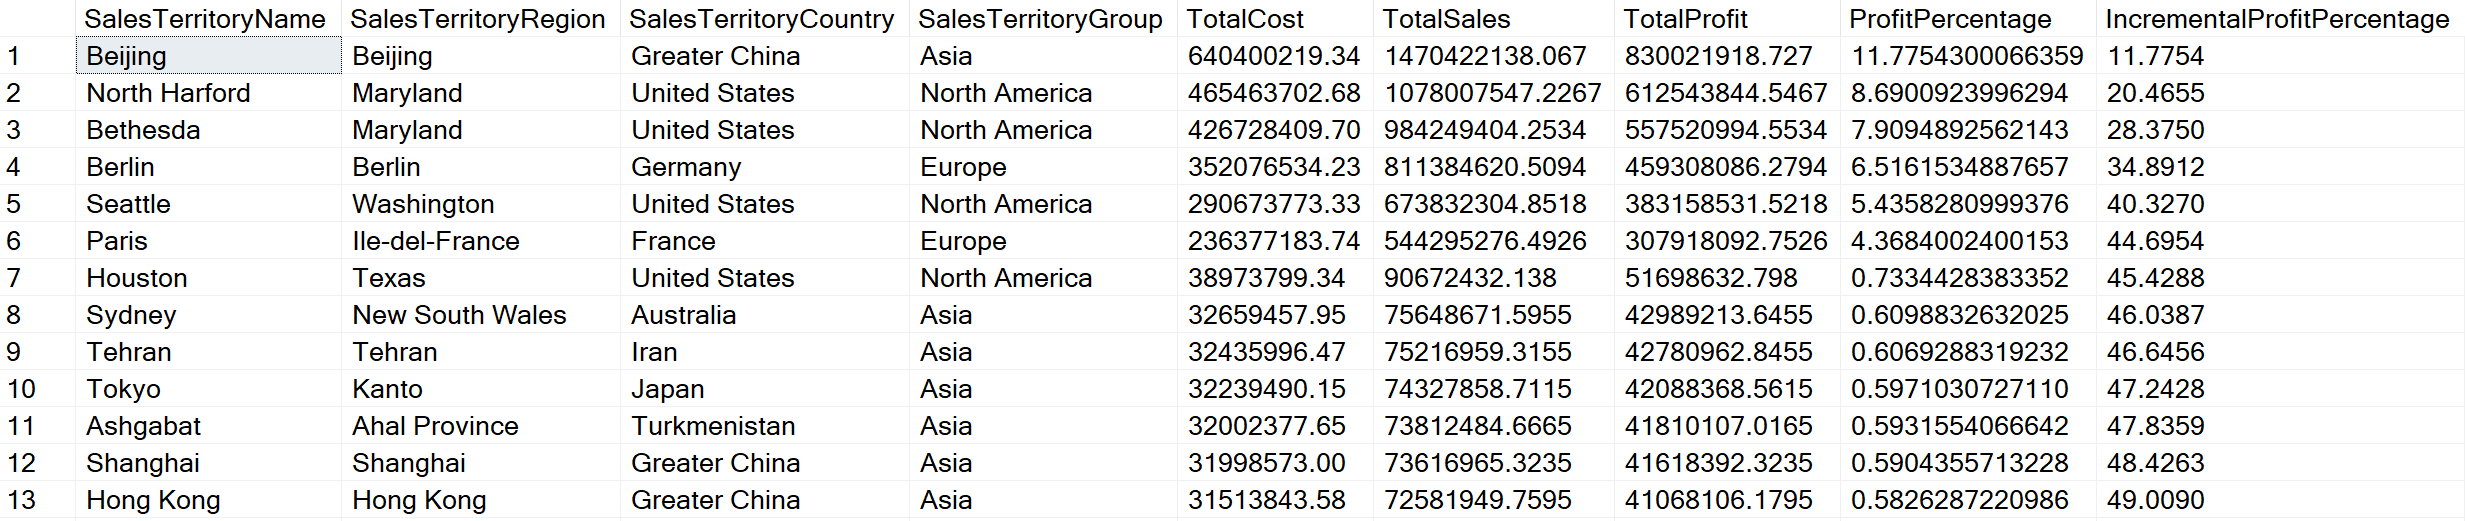 SalesTerritoryName SalesTerritoryRegion SalesTerritoryCountry SalesTerritoryGroup TotalCost TotalSales TotalProfit ProfitPercentage IncrementalProfitPercentage
1 Beijing Beijing Greater China Asia 640400219.34 1470422138.067 830021918.727 11.7754300066359 11.7754
2 North Harford Maryland United States North America 465463702.68 1078007547.2267 612543844.5467 8.6900923996294 20.4655
3 Bethesda Maryland United States North America 426728409.70 984249404.2534 557520994.5534 7.9094892562143 28.3750
4 Berlin Berlin Germany Europe 352076534.23 811384620.5094 459308086.2794 6.5161534887657 34.8912
5 Seattle Washington United States North America 290673773.33 673832304.8518 383158531.5218 5.4358280999376 40.3270
6 Paris Ile-del-France France Europe 236377183.74 544295276.4926 307918092.7526 4.3684002400153 44.6954
7 Houston Texas United States North America 38973799.34 90672432.138 51698632.798 0.7334428383352 45.4288
8 Sydney New South Wales Australia Asia 32659457.95 75648671.5955 42989213.6455 0.6098832632025 46.0387
9 Tehran Tehran Iran Asia 32435996.47 75216959.3155 42780962.8455 0.6069288319232 46.6456
10 Tokyo Kanto Japan Asia 32239490.15 74327858.7115 42088368.5615 0.5971030727110 47.2428
11 Ashgabat Ahal Province Turkmenistan Asia 32002377.65 73812484.6665 41810107.0165 0.5931554066642 47.8359
12 Shanghai Shanghai Greater China Asia 31998573.00 73616965.3235 41618392.3235 0.5904355713228 48.4263
13 Hong Kong Hong Kong Greater China Asia 31513843.58 72581949.7595 41068106.1795 0.5826287220986 49.0090